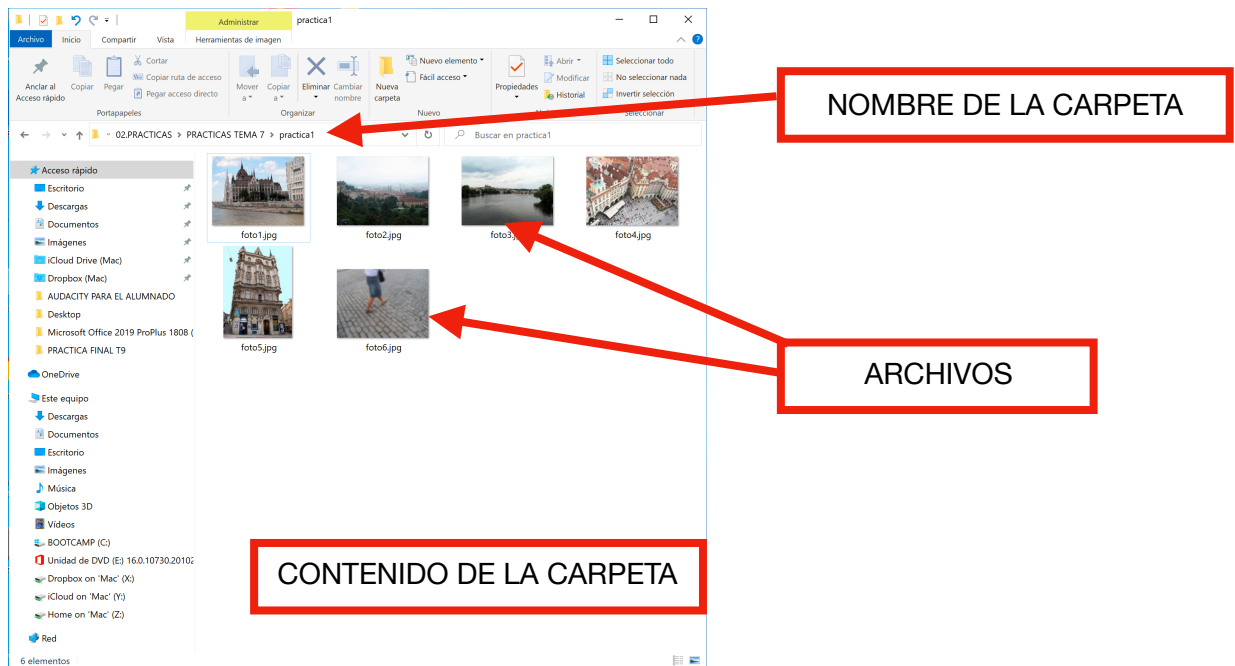 Administrar
practica1
Archivo Inicio Compartir Vista Herramientas de imagen
Anclar al Acceso rápido
Copiar
Pegar
Cortar
Copiar ruta de acceso
Pegar acceso directo
Portapapeles
Mover a
Copiar a
Eliminar
Cambiar nombre
Organizar
Nueva carpeta
Nuevo elemento
Fácil acceso
Nuevo
Propiedades
Abrir
Modificar
Historial
Seleccionar todo
No seleccionar nada
Invertir selección
Seleccionar
02.PRACTICAS > PRACTICAS TEMA 7 > practica1
Buscar en practica1
Acceso rápido
Escritorio
Descargas
Documentos
Imágenes
iCloud Drive (Mac)
Dropbox (Mac)
AUDACITY PARA EL ALUMNADO
Desktop
Microsoft Office 2019 ProPlus 1808 (
PRACTICA FINAL T9
OneDrive
Este equipo
Descargas
Documentos
Escritorio
Imágenes
Música
Objetos 3D
Vídeos
BOOTCAMP (C:)
Unidad de DVD (E:) 16.0.10730.20102
Dropbox on 'Mac' (X:)
iCloud on 'Mac' (Y:)
Home on 'Mac' (Z:)
Red
6 elementos
foto1.jpg
foto2.jpg
foto3.j
foto4.jpg
foto5.jpg
foto6.jpg
NOMBRE DE LA CARPETA
ARCHIVOS
CONTENIDO DE LA CARPETA